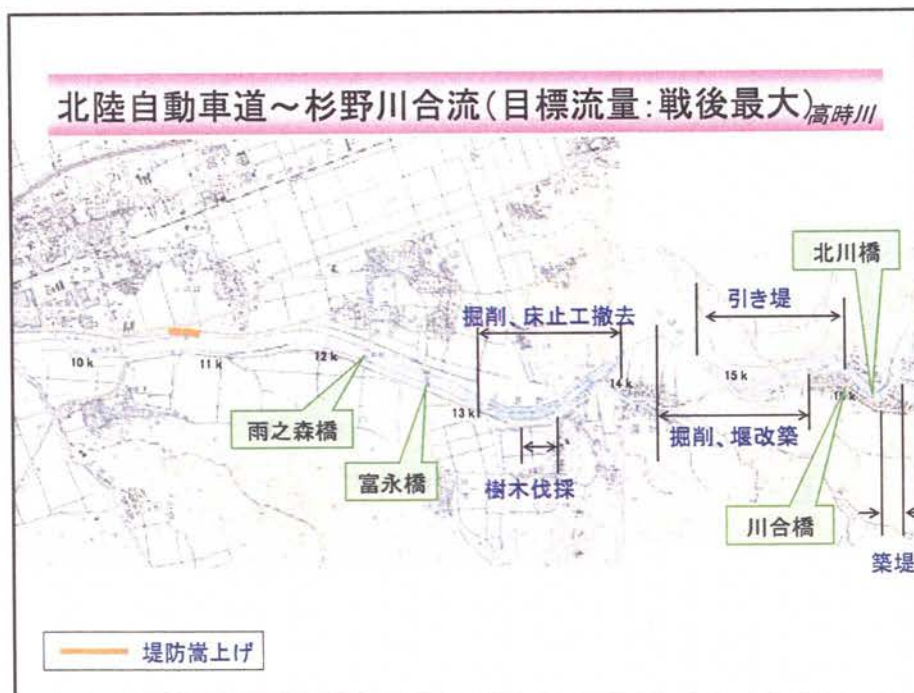 北陸自動車道～杉野川合流(目標流量:戦後最大)高時川
北川橋
引き堤
掘削、床止工撤去
10k
11k
12k
13k
14k
15k
16k
雨之森橋
富永橋
樹木伐採
掘削、堰改築
川合橋
築堤
堤防嵩上げ